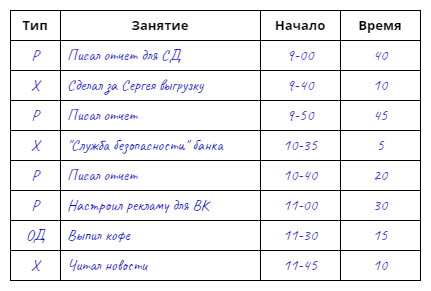 Тип Занятие Начало Время
Р Писал отчет для СД 9-00 40
Х Сделал за Сергея выгрузку 9-40 10
Р Писал отчет 9-50 45
Х "Служба безопасности" банка 10-35 5
Р Писал отчет 10-40 20
Р Настроил рекламу для ВК 11-00 30
ОД Выпил кофе 11-30 15
Х Читал новости 11-45 10